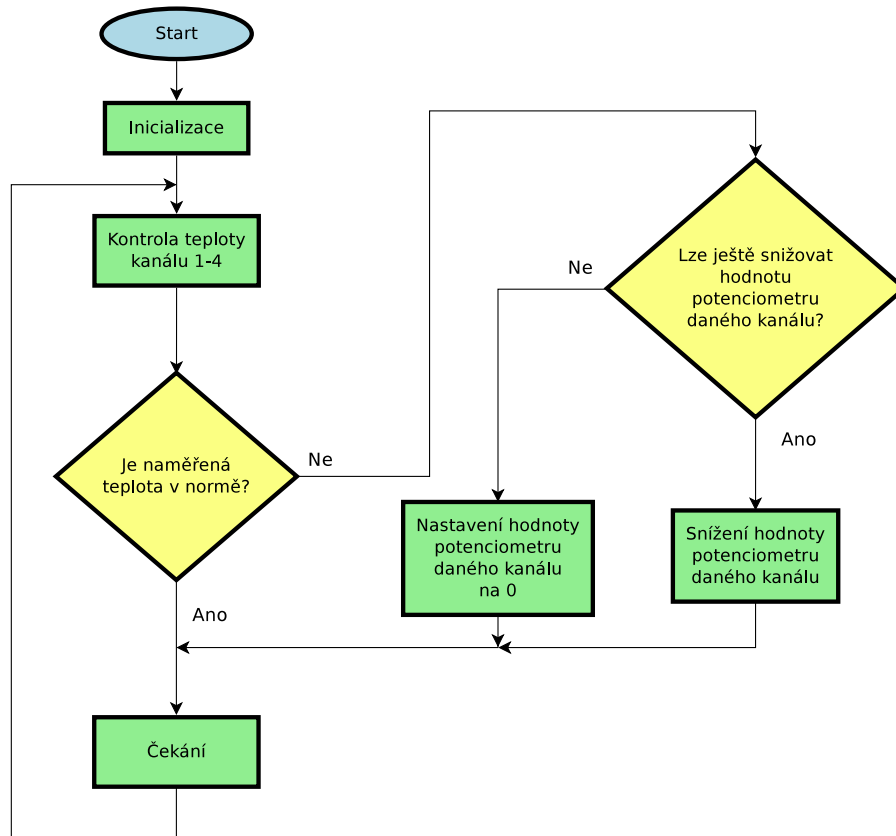 Start
Inicializace
Kontrola teploty
kanálu 1-4
Je naměřená
teplota v normě?
Ne
Ano
Lze ještě snižovat
hodnotu
potenciometru
daného kanálu?
Ne
Ano
Nastavení hodnoty
potenciometru
daného kanálu
na 0
Snížení hodnoty
potenciometru
daného kanálu
Čekání